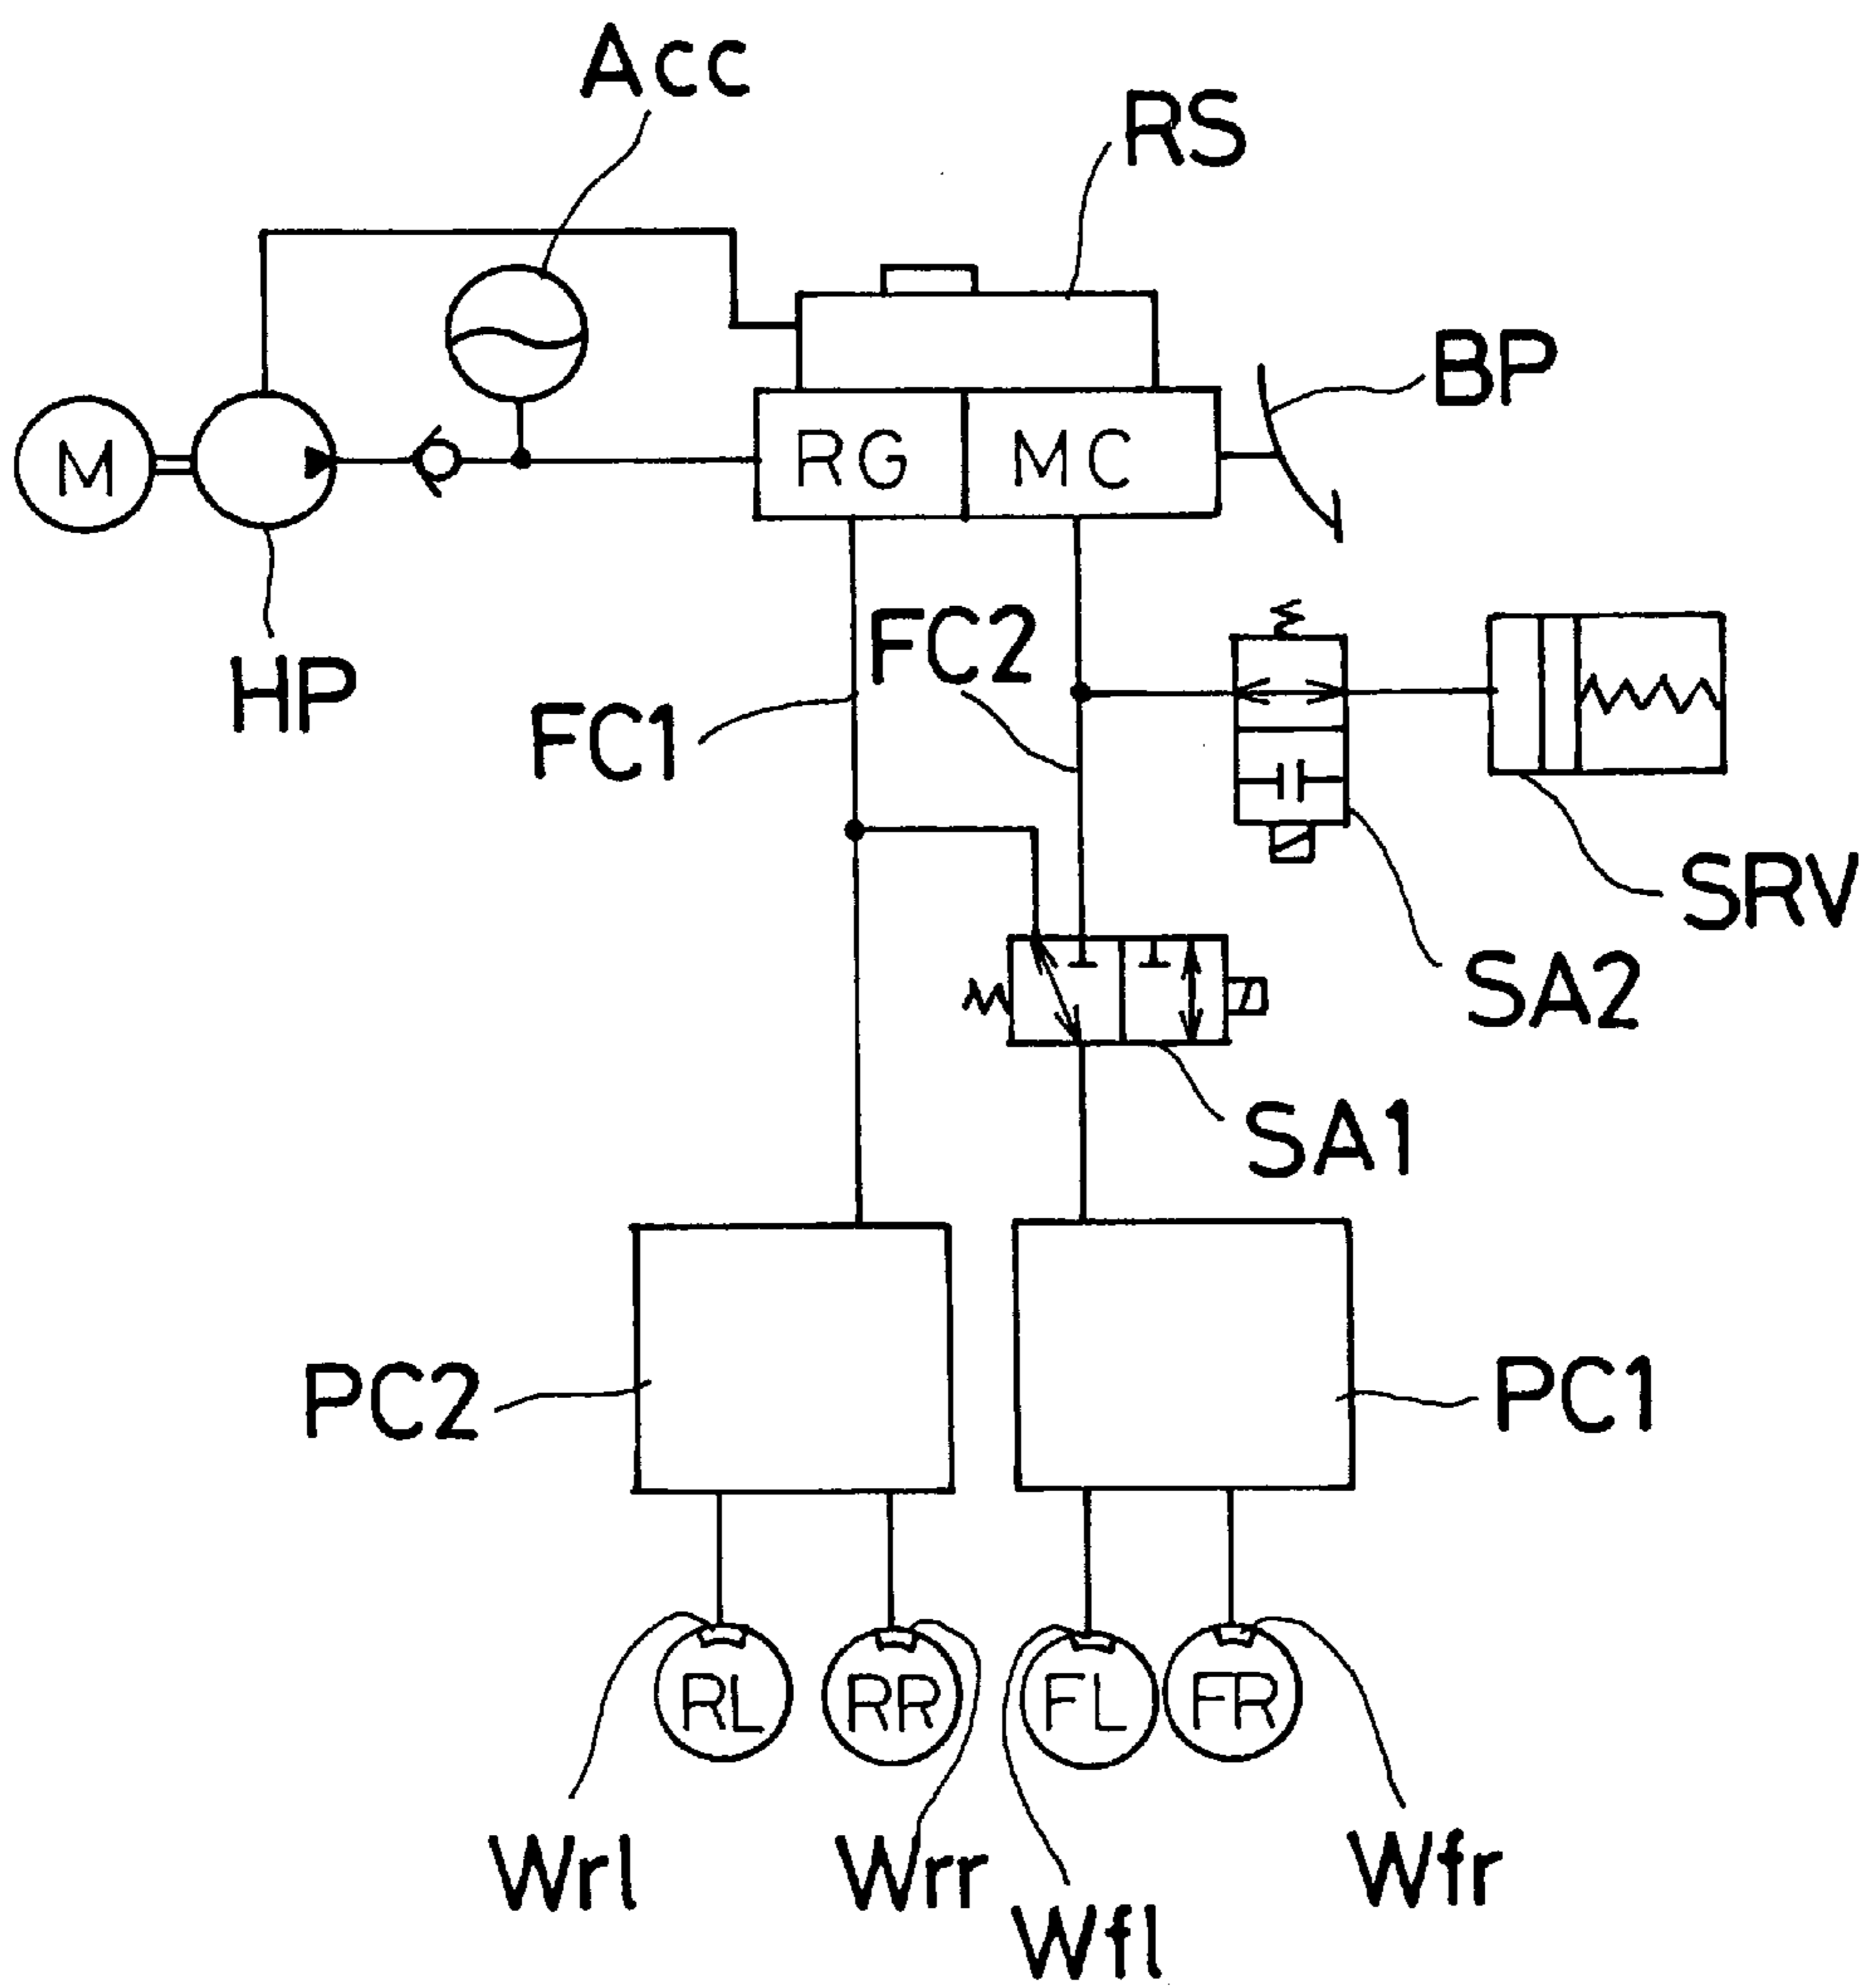 Acc
RS
BP
M
RG
MC
HP
FC2
FC1
SRV
SA2
SA1
PC2
PC1
RL
RR
FL
FR
Wrl
Wrr
Wfr
Wfl